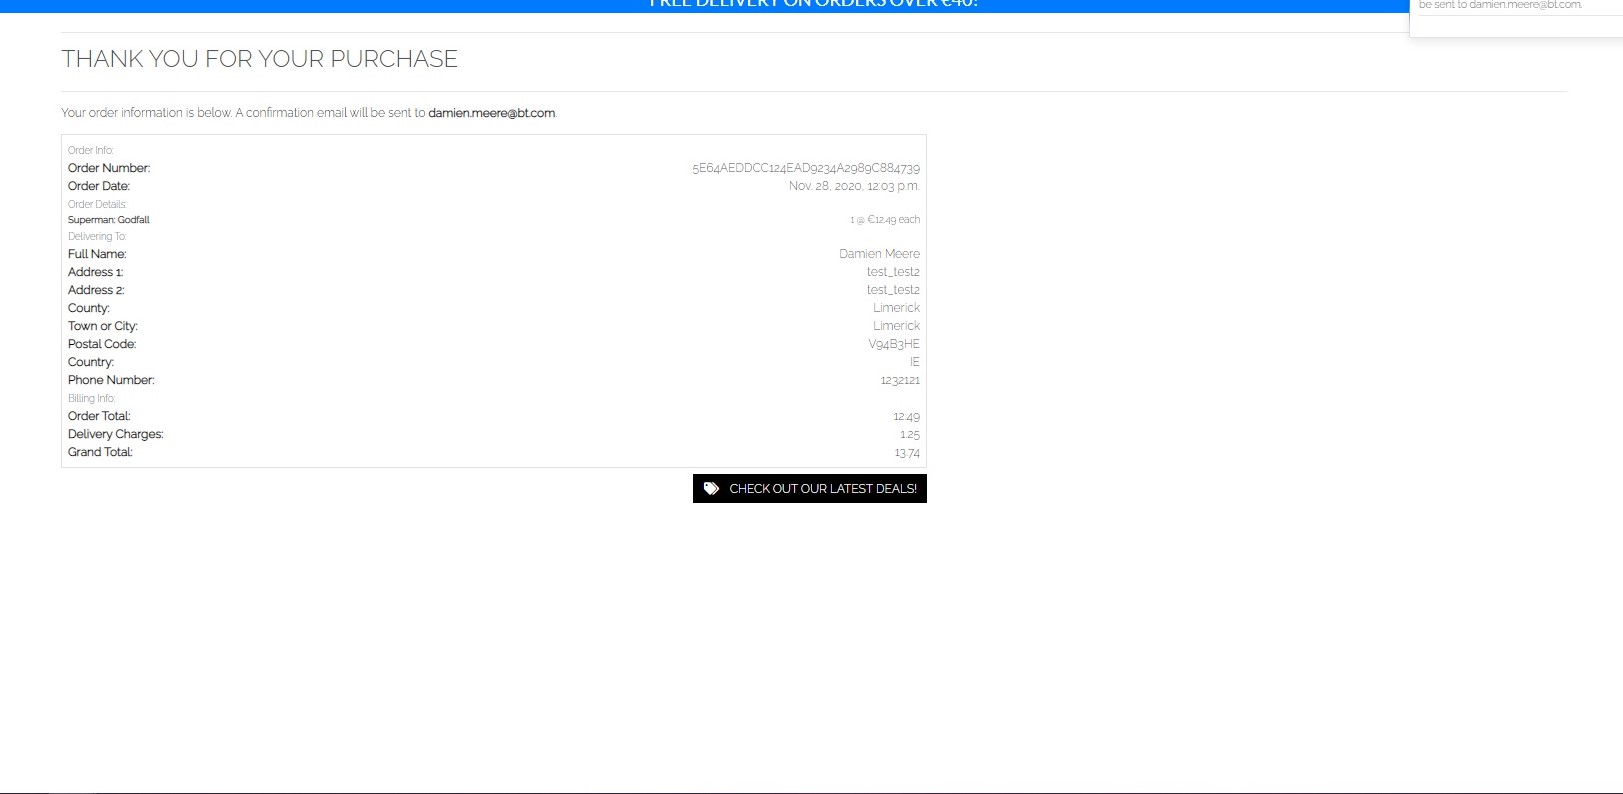 FREE DELIVERY ON ORDERS OVER €40!
be sent to damien.meere@bt.com.
THANK YOU FOR YOUR PURCHASE
Your order information is below. A confirmation email will be sent to damien.meere@bt.com.
Order Info:
Order Number: 5E64AEDDCC124EAD9234A2989C884739
Order Date: Nov. 28, 2020, 12:03 p.m.
Order Details:
Superman: Godfall 1 @ €12.49 each
Delivering To:
Full Name: Damien Meere
Address 1: test_test2
Address 2: test_test2
County: Limerick
Town or City: Limerick
Postal Code: V94B3HE
Country: IE
Phone Number: 1232121
Billing Info:
Order Total: 12.49
Delivery Charges: 1.25
Grand Total: 13.74
CHECK OUT OUR LATEST DEALS!